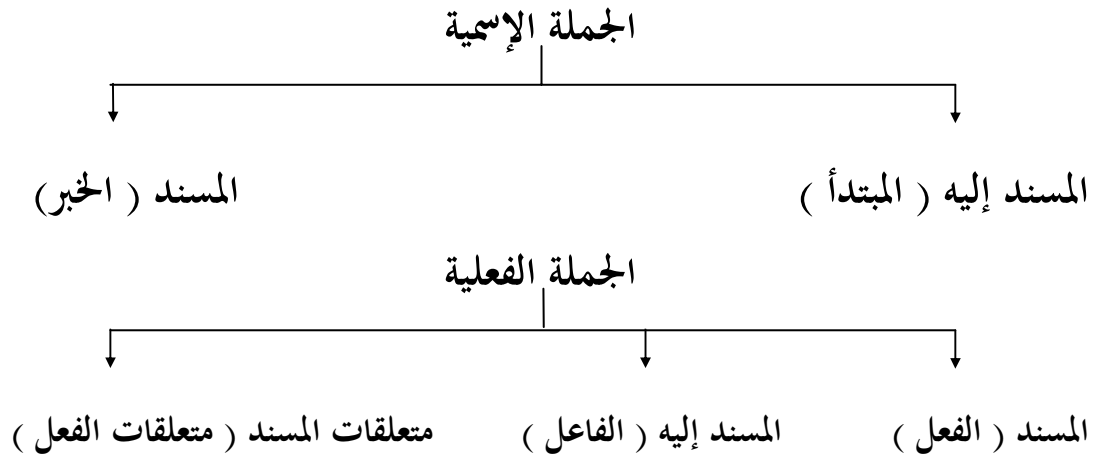 الجملة الإسمية
المسند إليه ( المبتدأ ) المسند ( الخبر)
الجملة الفعلية
المسند ( الفعل ) المسند إليه ( الفاعل ) متعلقات المسند ( متعلقات الفعل )